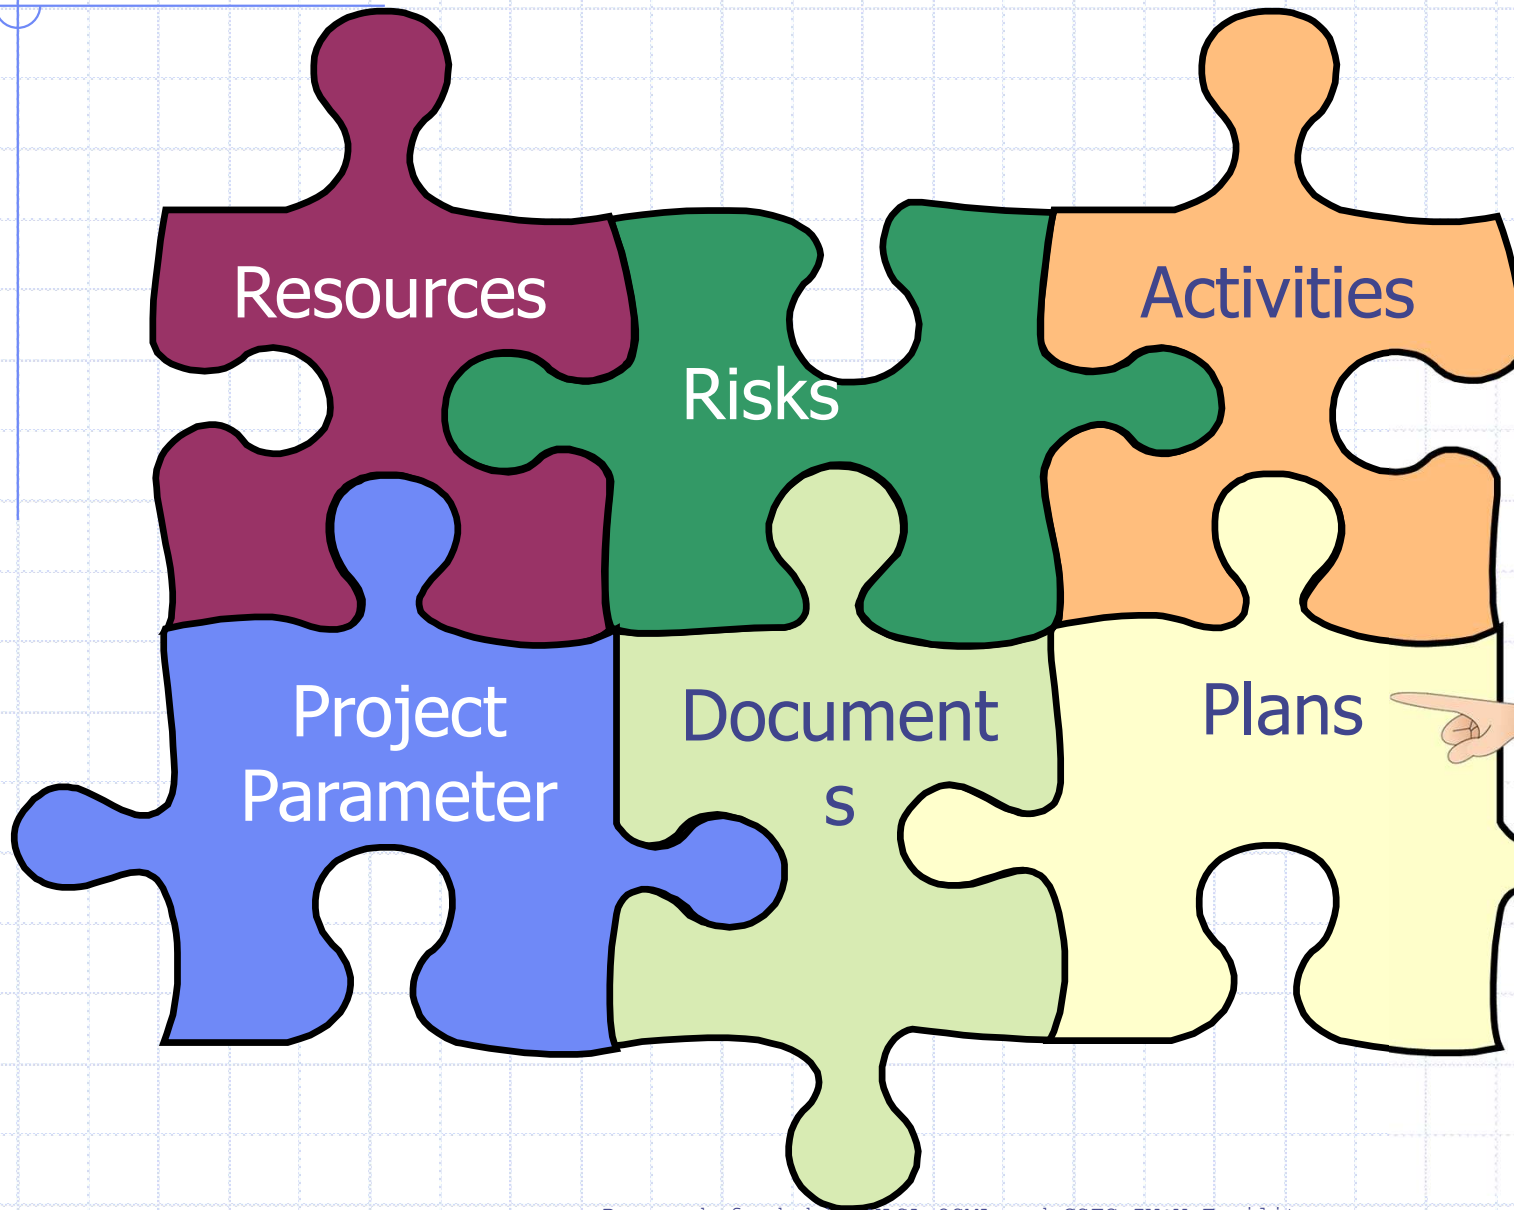 Resources
Activities
Risks
Project
Parameter
Document
s
Plans